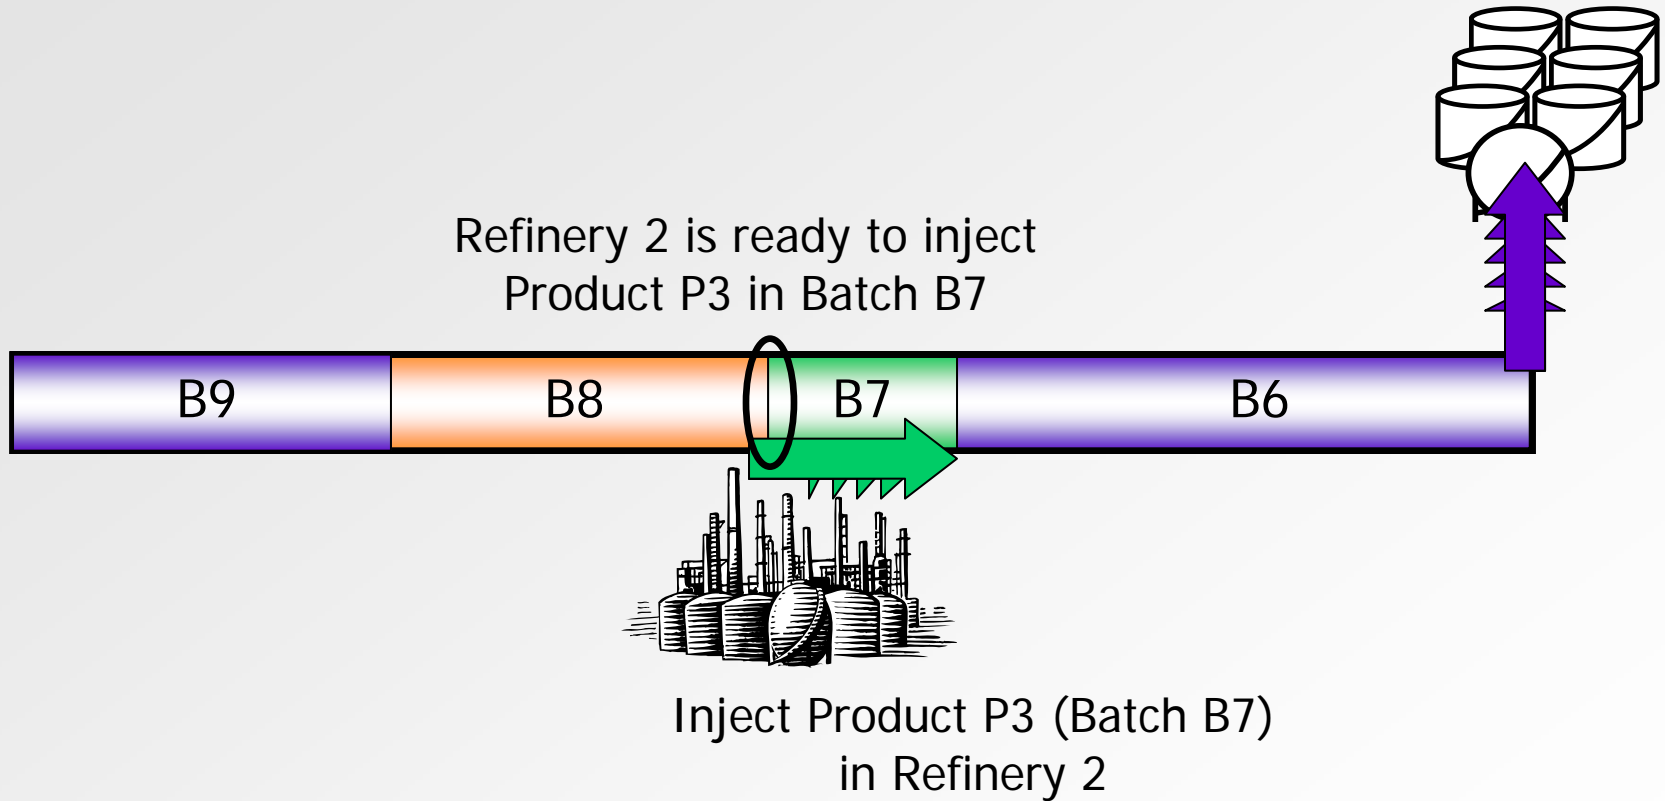 Refinery 2 is ready to inject
Product P3 in Batch B7
B9
B8
B7
B6
Inject Product P3 (Batch B7)
in Refinery 2